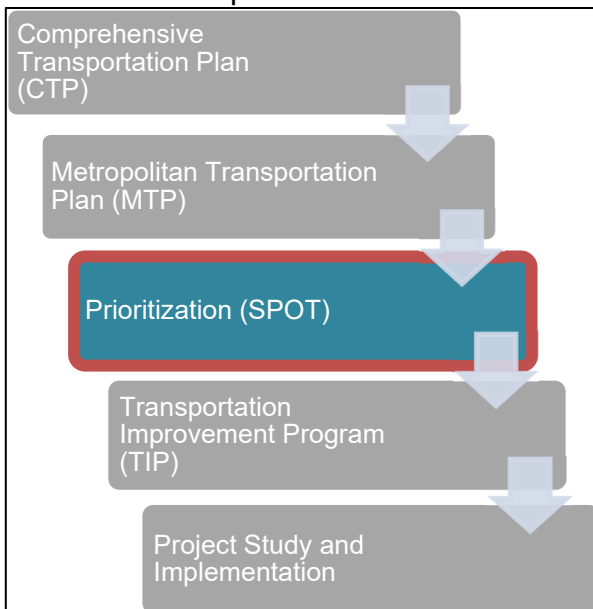 Comprehensive
Transportation Plan
(CTP)
Metropolitan Transportation
Plan (MTP)
Prioritization (SPOT)
Transportation
Improvement Program
(TIP)
Project Study and
Implementation